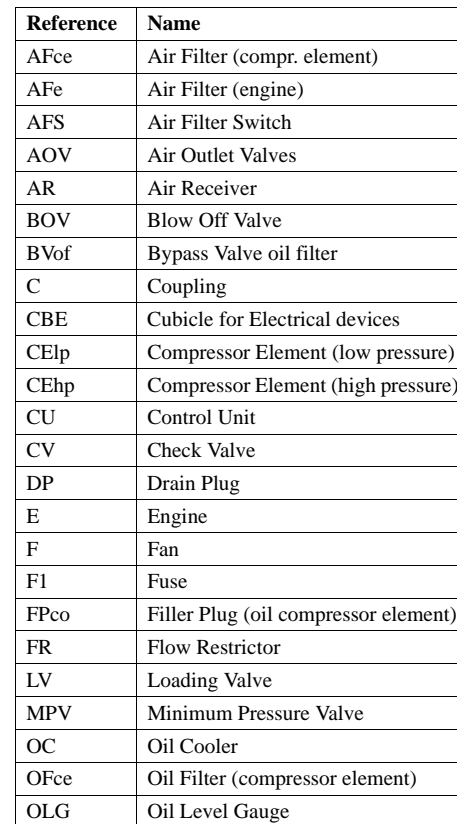 Reference Name
AFce Air Filter (compr. element)
AFe Air Filter (engine)
AFS Air Filter Switch
AOV Air Outlet Valves
AR Air Receiver
BOV Blow Off Valve
BVof Bypass Valve oil filter
C Coupling
CBE Cubicle for Electrical devices
CElp Compressor Element (low pressure)
CEhp Compressor Element (high pressure)
CU Control Unit
CV Check Valve
DP Drain Plug
E Engine
F Fan
F1 Fuse
FPco Filler Plug (oil compressor element)
FR Flow Restrictor
LV Loading Valve
MPV Minimum Pressure Valve
OC Oil Cooler
OFce Oil Filter (compressor element)
OLG Oil Level Gauge